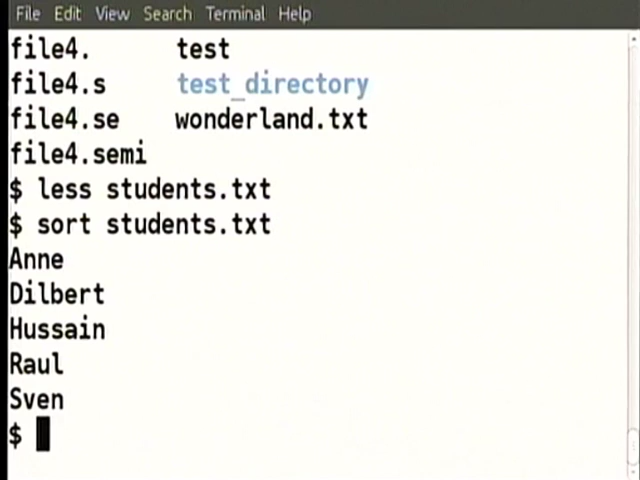 File Edit View Search Terminal Help
file4. test
file4.s test_directory
file4.se wonderland.txt
file4.semi
$ less students.txt
$ sort students.txt
Anne
Dilbert
Hussain
Raul
Sven
$